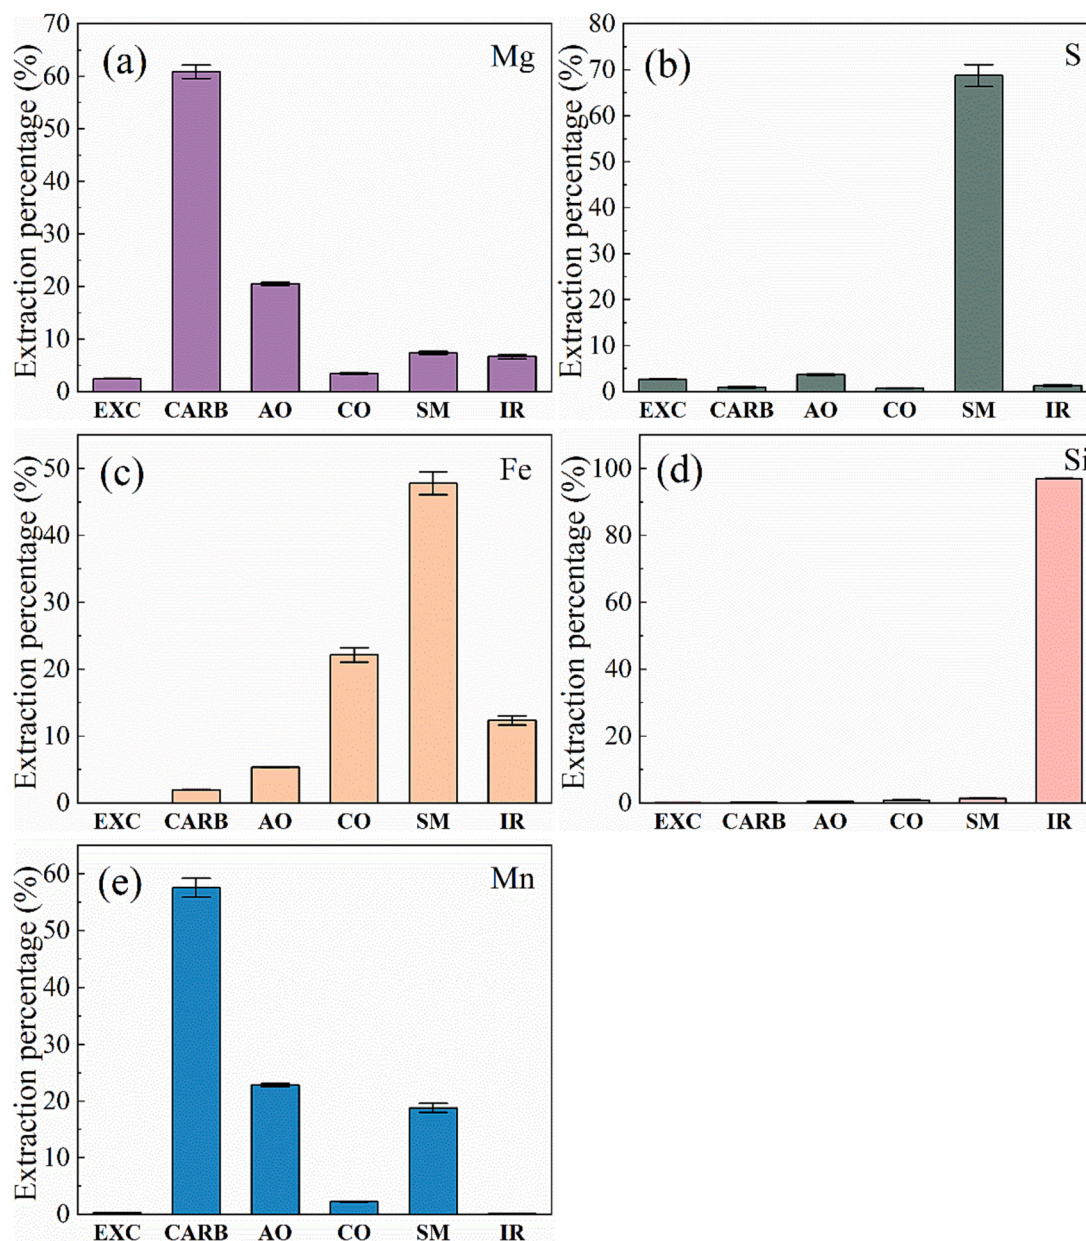 (a) Mg
Extraction percentage (%)
70
60
50
40
30
20
10
0
EXC CARB AO CO SM IR
(b) S
Extraction percentage (%)
80
70
60
50
40
30
20
10
0
EXC CARB AO CO SM IR
(c) Fe
Extraction percentage (%)
50
40
30
20
10
0
EXC CARB AO CO SM IR
(d) Si
Extraction percentage (%)
100
80
60
40
20
0
EXC CARB AO CO SM IR
(e) Mn
Extraction percentage (%)
60
50
40
30
20
10
0
EXC CARB AO CO SM IR